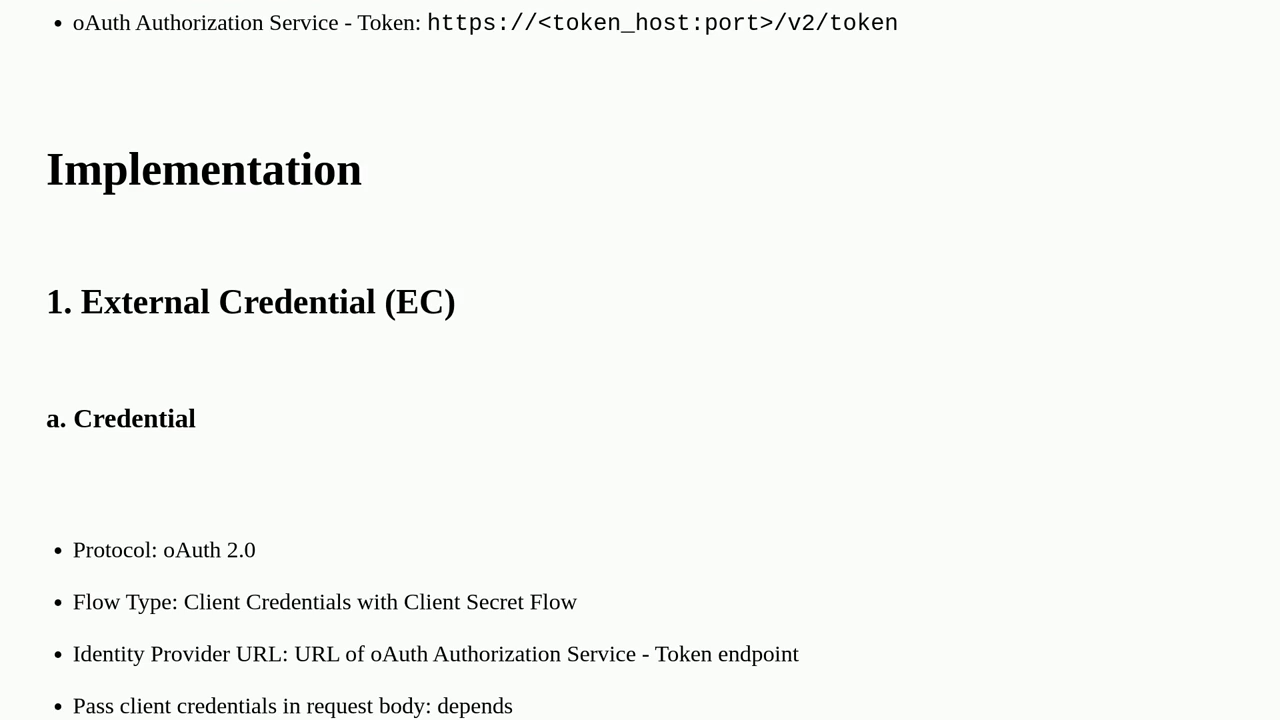 • oAuth Authorization Service - Token: https://<token_host:port>/v2/token
Implementation
1. External Credential (EC)
a. Credential
• Protocol: oAuth 2.0
• Flow Type: Client Credentials with Client Secret Flow
• Identity Provider URL: URL of oAuth Authorization Service - Token endpoint
• Pass client credentials in request body: depends